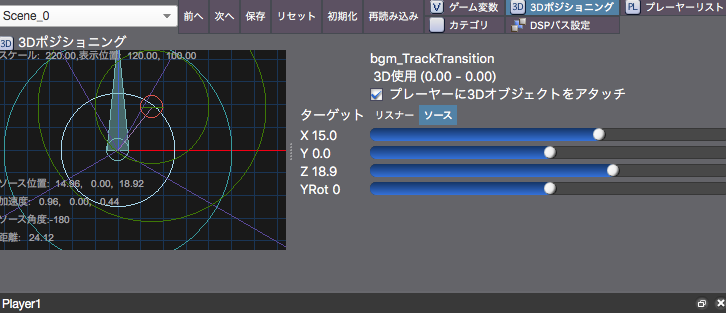 Scene_0
前へ 次へ 保存 リセット 初期化 再読み込み
V ゲーム変数 3D 3Dポジショニング PL プレーヤーリスト
カテゴリ DSPバス設定
3D 3Dポジショニング
スケール: 220.00,表示位置: 120.00, 100.00
bgm_TrackTransition
3D使用 (0.00 - 0.00)
プレーヤーに3Dオブジェクトをアタッチ
ターゲット リスナー ソース
X 15.0
Y 0.0
Z 18.9
YRot 0
ソース位置: 14.96, 0.00, 18.92
加速度: 0.96, 0.00, 0.44
ソース角度:-180
距離: 24.12
Player1